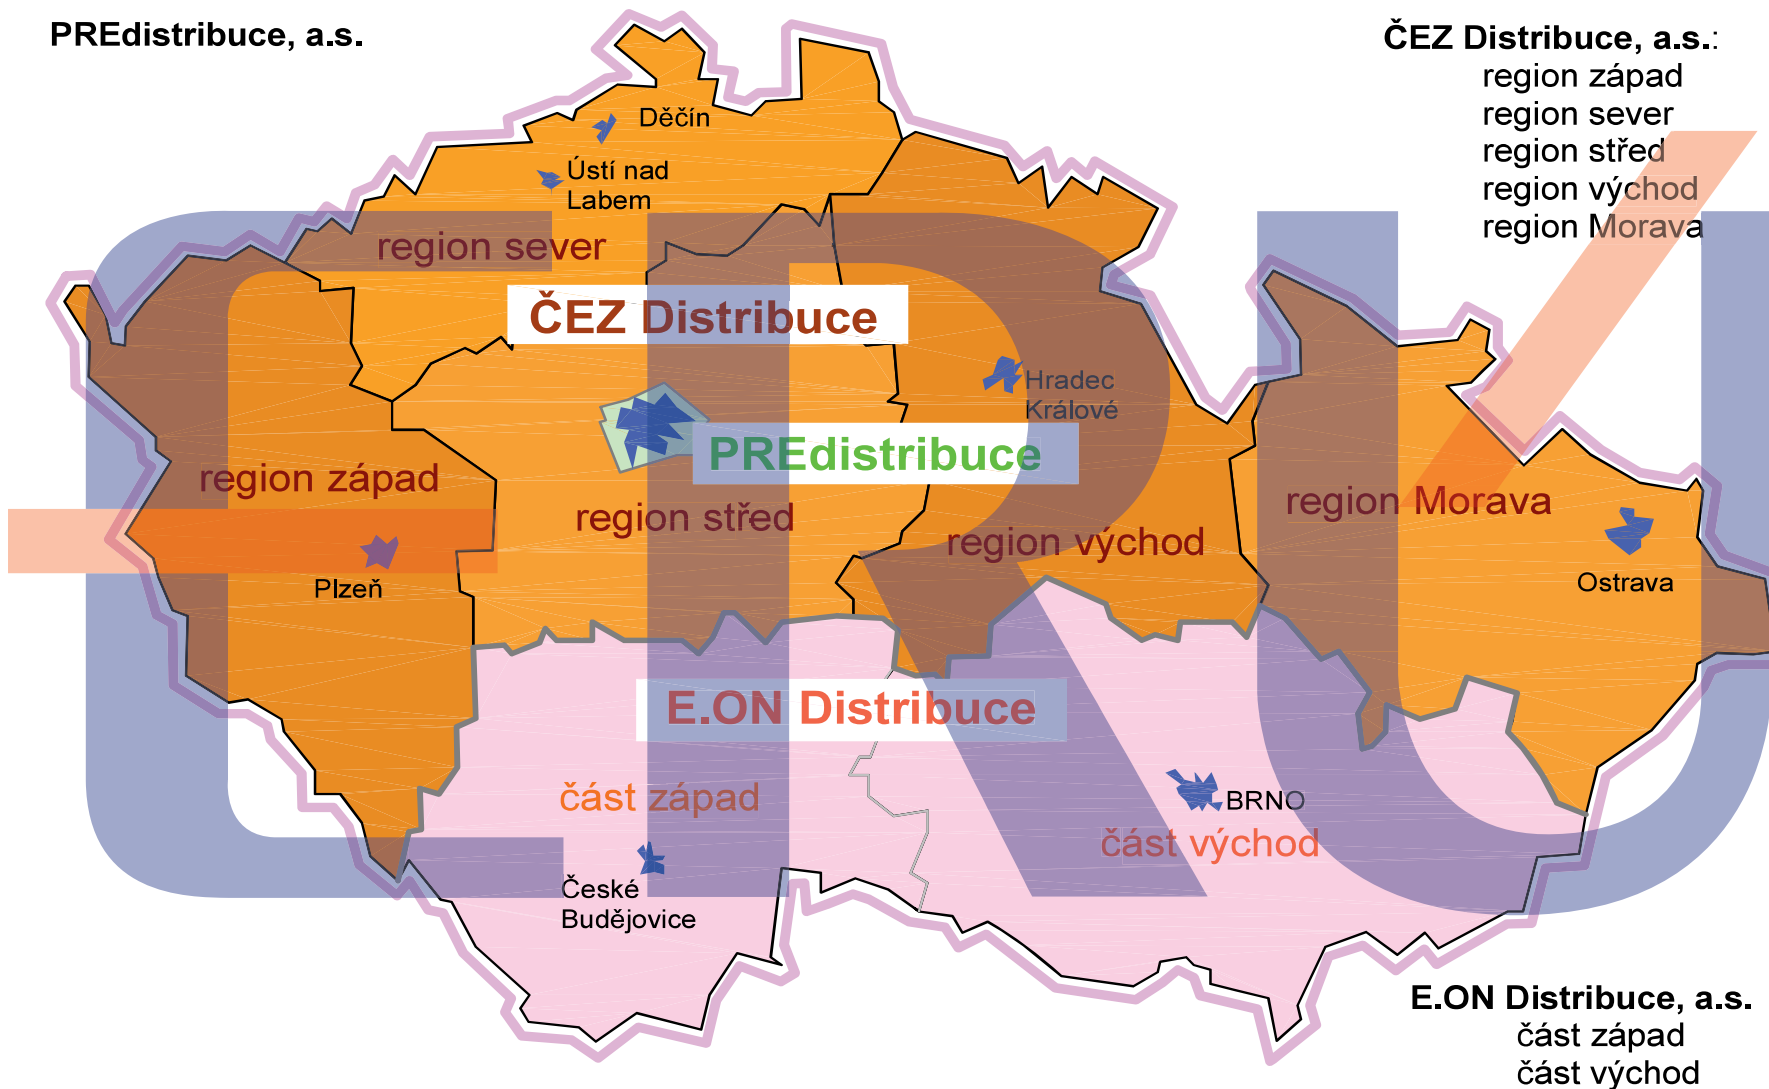 PREdistribuce, a.s.
ČEZ Distribuce, a.s.:
region západ
region sever
region střed
region východ
region Morava
Děčín
Ústí nad
Labem
region sever
ČEZ Distribuce
Hradec
Králové
PREdistribuce
region západ
region střed
region východ
region Morava
Plzeň
Ostrava
E.ON Distribuce
část západ
BRNO
část východ
České
Budějovice
E.ON Distribuce, a.s.
část západ
část východ
ERÚ